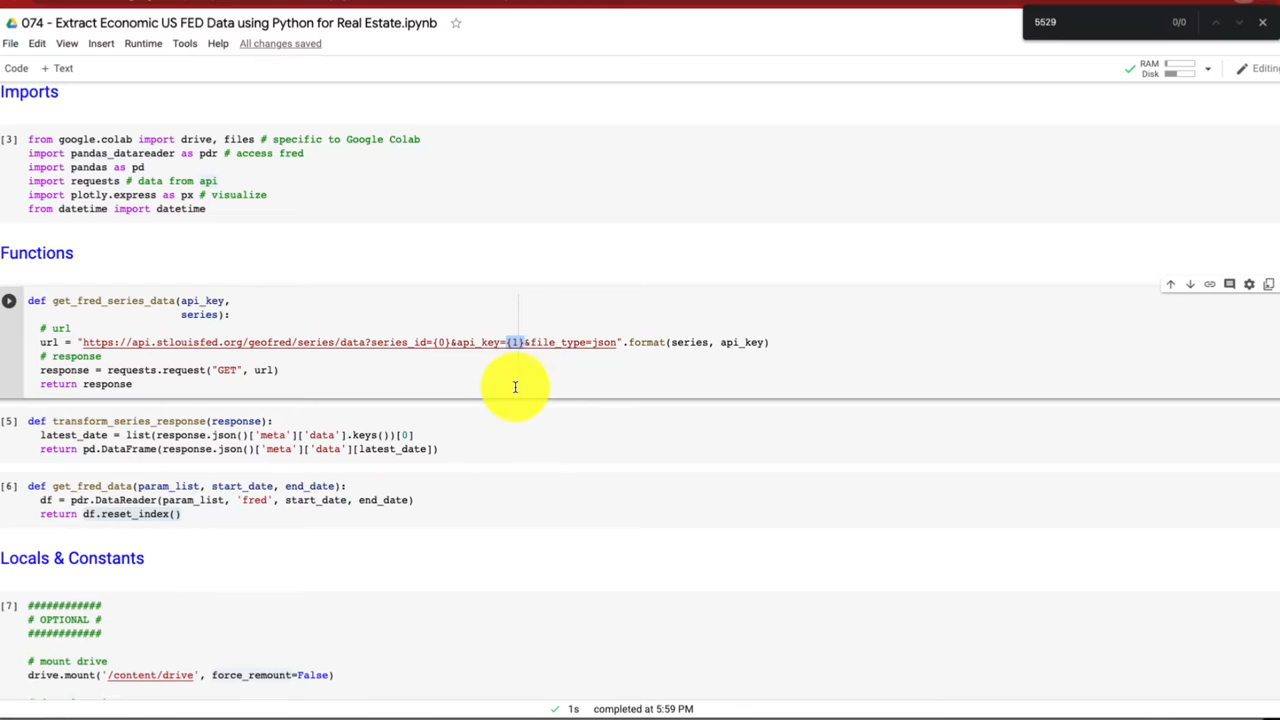 074 - Extract Economic US FED Data using Python for Real Estate.ipynb
5529 0/0
File Edit View Insert Runtime Tools Help All changes saved
Code + Text
RAM
Disk
Editing
Imports
[3] from google.colab import drive, files # specific to Google Colab
import pandas_datareader as pdr # access fred
import pandas as pd
import requests # data from api
import plotly.express as px # visualize
from datetime import datetime
Functions
def get_fred_series_data(api_key,
series):
# url
url = "https://api.stlouisfed.org/geofred/series/data?series_id={0}&api_key={1}&file_type=json".format(series, api_key)
# response
response = requests.request("GET", url)
return response
[5] def transform_series_response(response):
latest_date = list(response.json()['meta']['data'].keys())[0]
return pd.DataFrame(response.json()['meta']['data'][latest_date])
[6] def get_fred_data(param_list, start_date, end_date):
df = pdr.DataReader(param_list, 'fred', start_date, end_date)
return df.reset_index()
Locals & Constants
[7] ############
# OPTIONAL #
############
# mount drive
drive.mount('/content/drive', force_remount=False)
1s completed at 5:59 PM